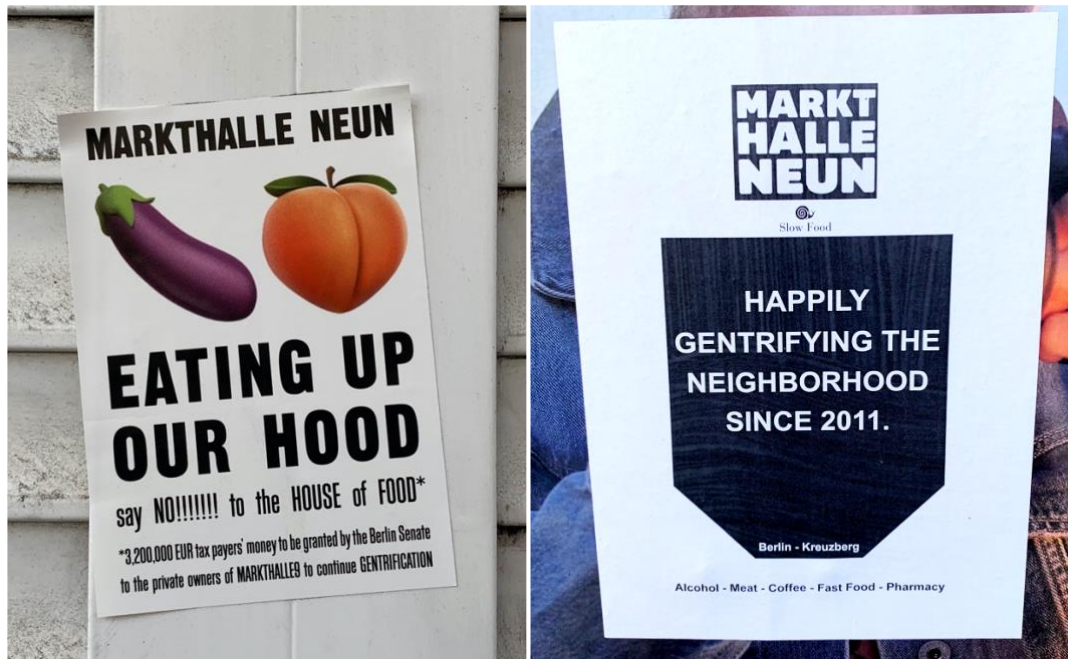 MARKTHALLE NEUN
EATING UP
OUR HOOD
say NO!!!!!!! to the HOUSE of FOOD*
*3,200,000 EUR tax payers' money to be granted by the Berlin Senate
to the private owners of MARKTHALLE9 to continue GENTRIFICATION
MARKT
HALLE
NEUN
Slow Food
HAPPILY
GENTRIFYING THE
NEIGHBORHOOD
SINCE 2011.
Berlin - Kreuzberg
Alcohol - Meat - Coffee - Fast Food - Pharmacy